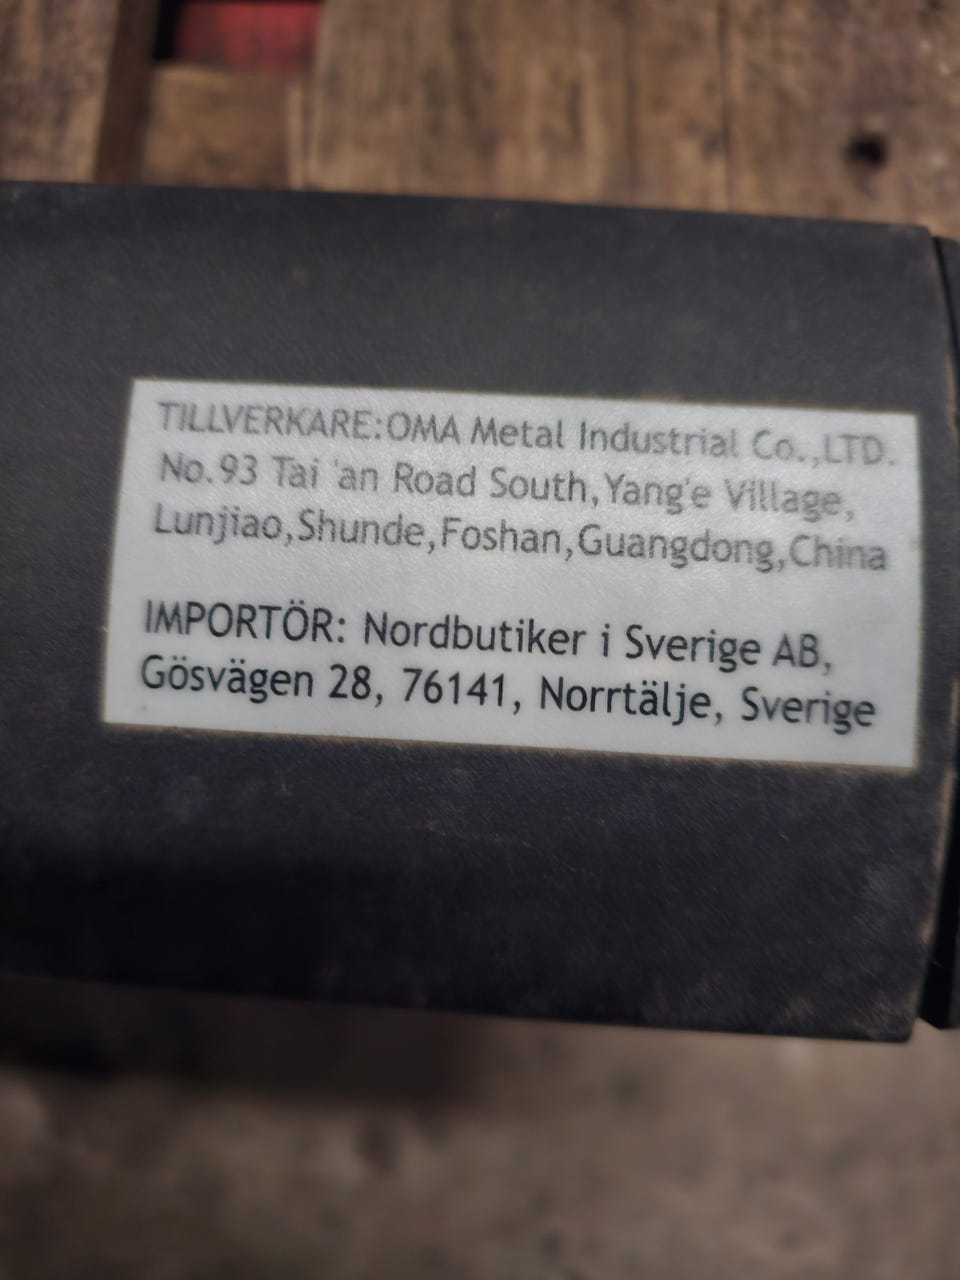 TILLVERKARE:OMA Metal Industrial Co.,LTD.
No.93 Tai 'an Road South,Yang'e Village,
Lunjiao,Shunde,Foshan,Guangdong,China
IMPORTÖR: Nordbutiker i Sverige AB,
Gösvägen 28, 76141, Norrtälje, Sverige